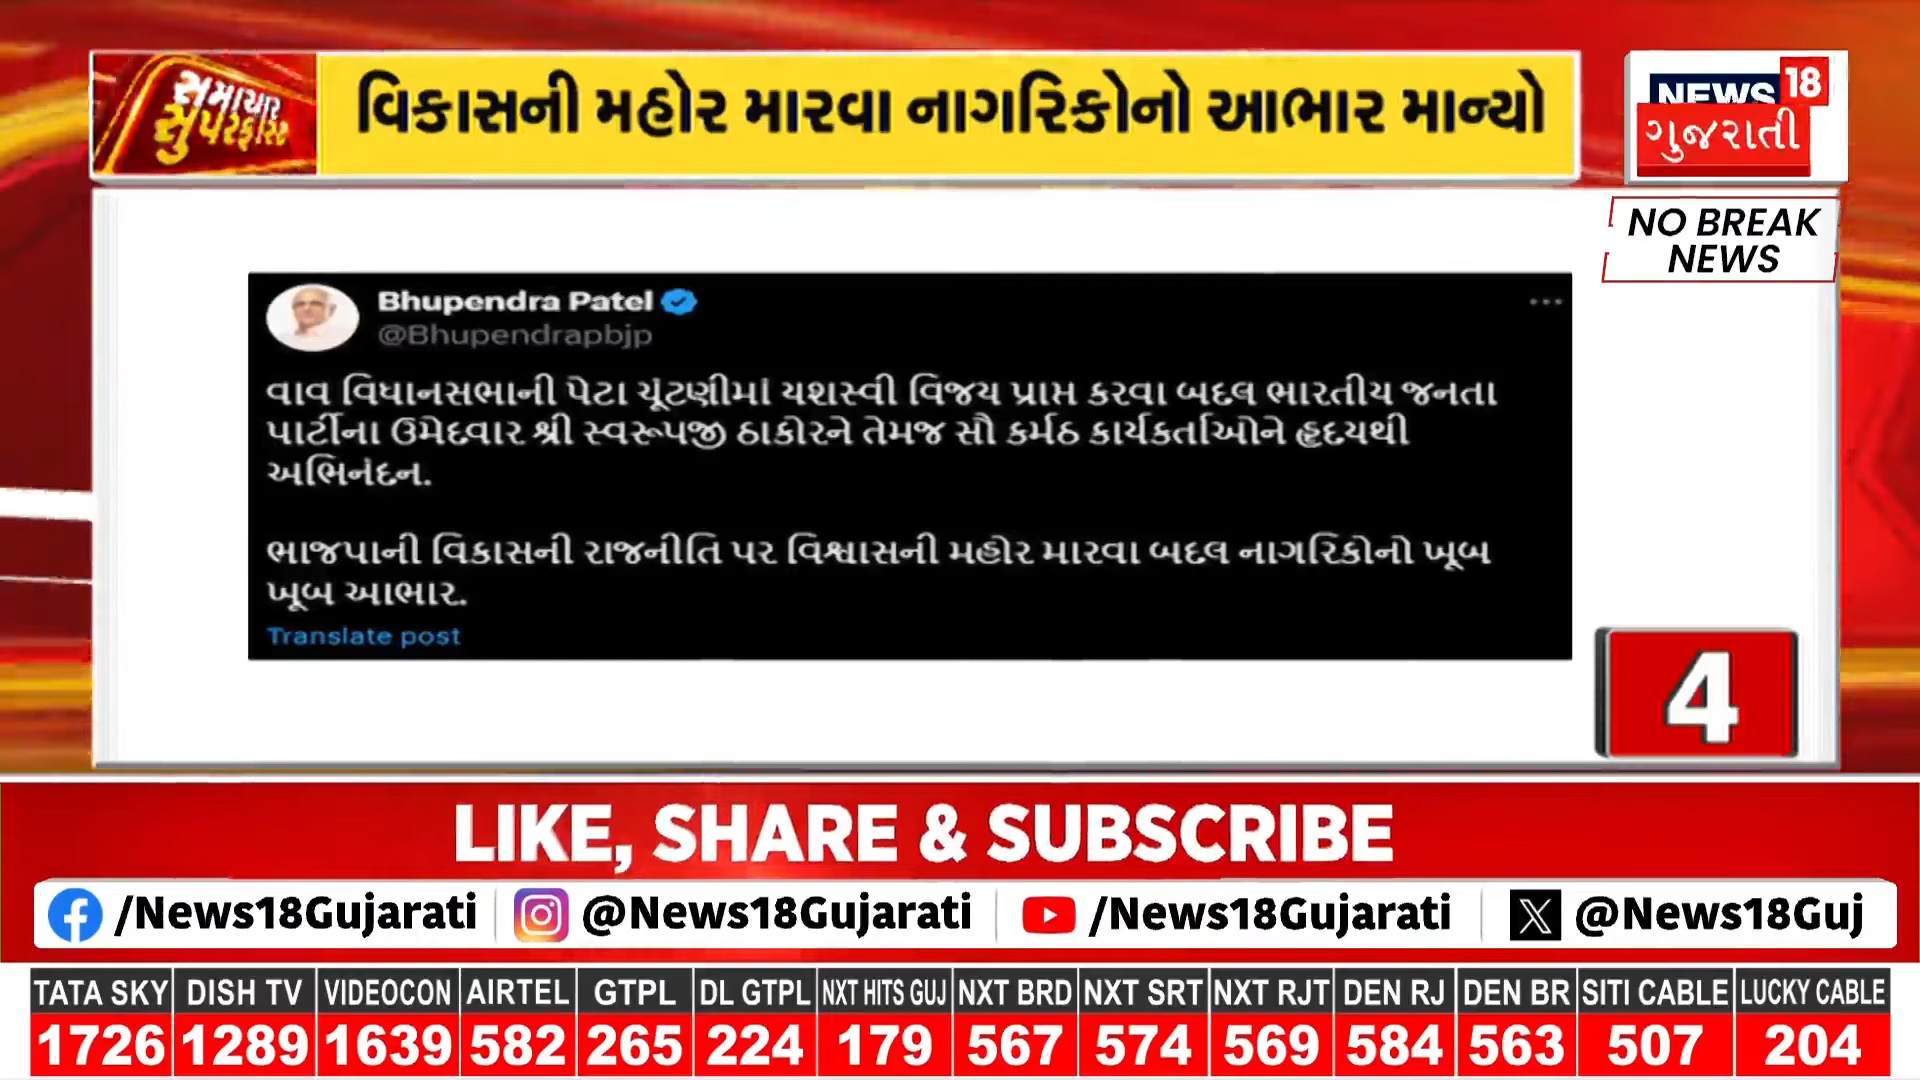 સમાચાર
સુપરફાસ્ટ
વિકાસની મહોર મારવા નાગરિકોનો આભાર માન્યો
NEWS 18
ગુજરાતી
NO BREAK
NEWS
Bhupendra Patel
@Bhupendrapbjp
વાવ વિધાનસભાની પેટા ચૂંટણીમાં યશસ્વી વિજય પ્રાપ્ત કરવા બદલ ભારતીય જનતા
પાર્ટીના ઉમેદવાર શ્રી સ્વરૂપજી ઠાકોરને તેમજ સૌ કર્મઠ કાર્યકર્તાઓને હૃદયથી
અભિનંદન.
ભાજપાની વિકાસની રાજનીતિ પર વિશ્વાસની મહોર મારવા બદલ નાગરિકોનો ખૂબ
ખૂબ આભાર.
Translate post
4
LIKE, SHARE & SUBSCRIBE
/News18Gujarati @News18Gujarati /News18Gujarati @News18Guj
TATA SKY DISH TV VIDEOCON AIRTEL GTPL DL GTPL NXT HITS GUJ NXT BRD NXT SRT NXT RJT DEN RJ DEN BR SITI CABLE LUCKY CABLE
1726 1289 1639 582 265 224 179 567 574 569 584 563 507 204